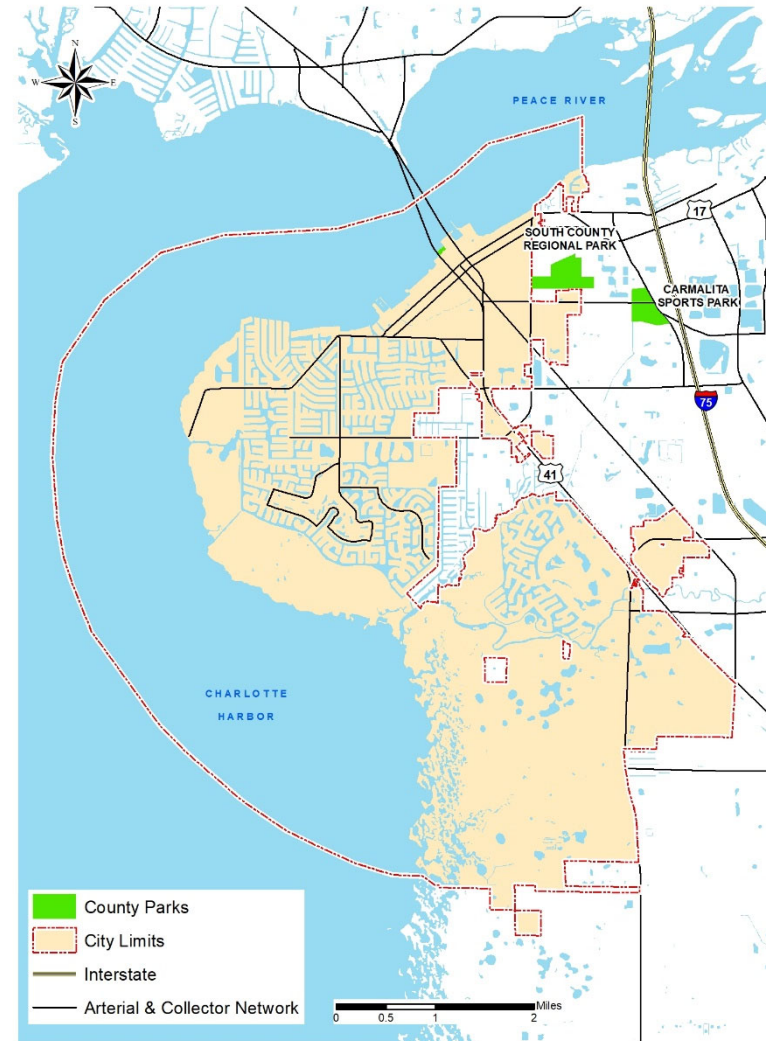 N
W E
S
PEACE RIVER
17
SOUTH COUNTY
REGIONAL PARK
CARMALITA
SPORTS PARK
75
41
CHARLOTTE
HARBOR
County Parks
City Limits
Interstate
Arterial & Collector Network
Miles
0 0.5 1 2